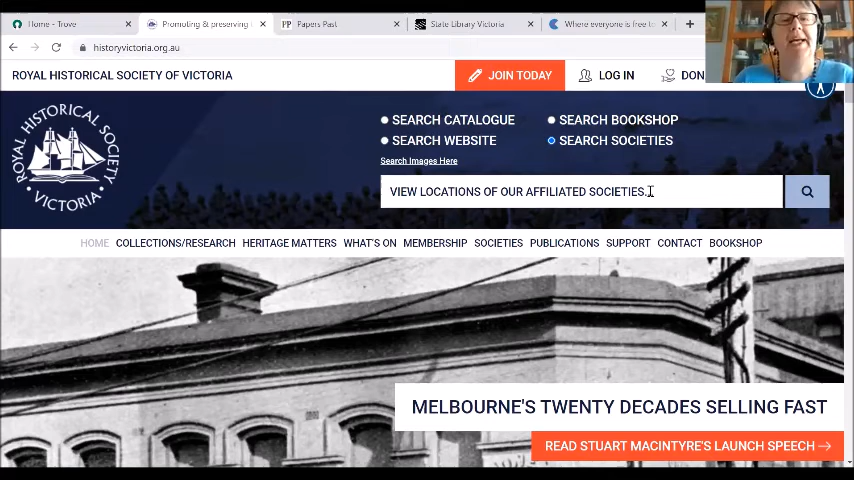 Home - Trove
Promoting & preserving
Papers Past
State Library Victoria
Where everyone is free to
historyvictoria.org.au
ROYAL HISTORICAL SOCIETY OF VICTORIA
JOIN TODAY
LOG IN
DON
ROYAL HISTORICAL SOCIETY
VICTORIA
SEARCH CATALOGUE
SEARCH BOOKSHOP
SEARCH WEBSITE
SEARCH SOCIETIES
Search Images Here
VIEW LOCATIONS OF OUR AFFILIATED SOCIETIES.
HOME COLLECTIONS/RESEARCH HERITAGE MATTERS WHAT'S ON MEMBERSHIP SOCIETIES PUBLICATIONS SUPPORT CONTACT BOOKSHOP
MELBOURNE'S TWENTY DECADES SELLING FAST
READ STUART MACINTYRE'S LAUNCH SPEECH